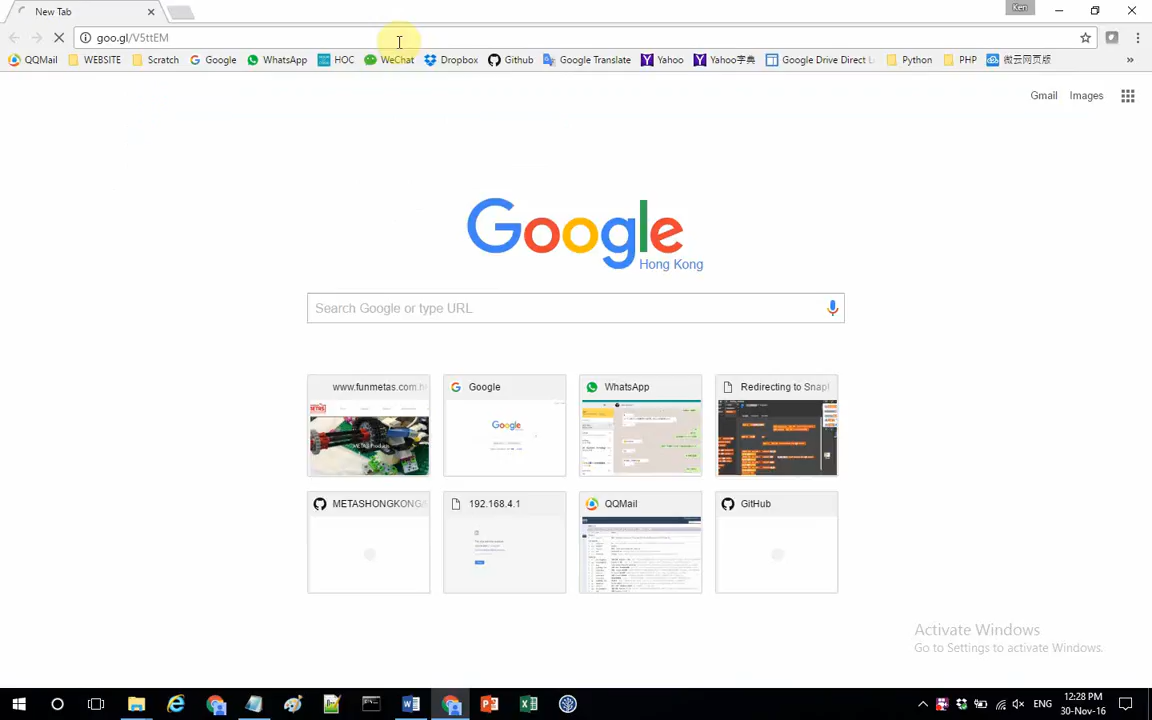 New Tab
Ken
goo.gl/V5ttEM
QQMail WEBSITE Scratch Google WhatsApp HOC WeChat Dropbox Github Google Translate Yahoo Yahoo字典 Google Drive Direct L Python PHP 微云网页版 »
Gmail Images
Google
Hong Kong
Search Google or type URL
www.funmetas.com.h Google WhatsApp Redirecting to Snap!
METASHONGKONG 192.168.4.1 QQMail GitHub
Activate Windows
Go to Settings to activate Windows.
12:28 PM
ENG
30-Nov-16